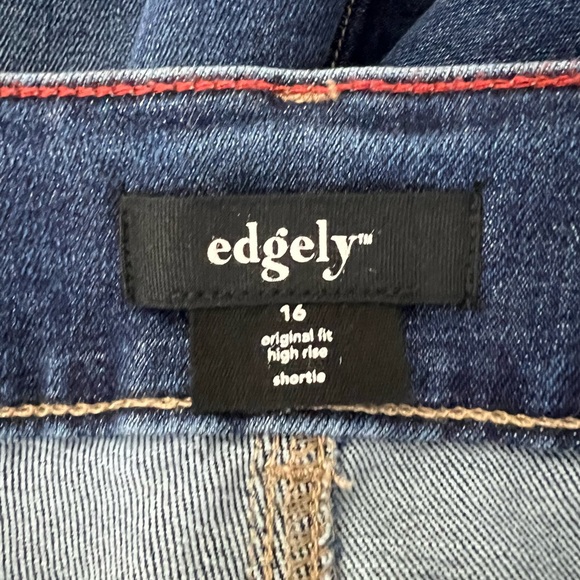 edgely™
16
original fit
high rise
shortie